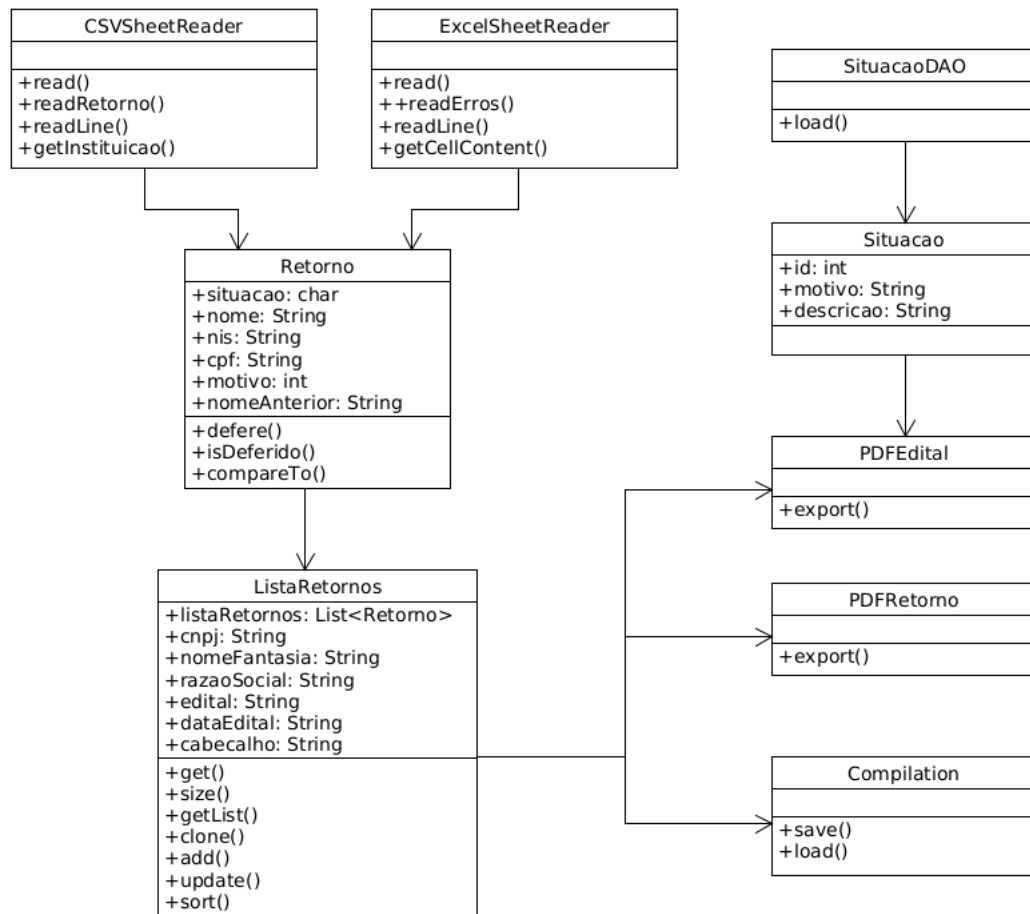 CSVSheetReader
+read()
+readRetorno()
+readLine()
+getInstituicao()
ExcelSheetReader
+read()
++readErros()
+readLine()
+getCellContent()
SituacaoDAO
+load()
Situacao
+id: int
+motivo: String
+descricao: String
Retorno
+situacao: char
+nome: String
+nis: String
+cpf: String
+motivo: int
+nomeAnterior: String
+defere()
+isDeferido()
+compareTo()
PDFEdital
+export()
ListaRetornos
+listaRetornos: List<Retorno>
+cnpj: String
+nomeFantasia: String
+razaoSocial: String
+edital: String
+dataEdital: String
+cabecalho: String
+get()
+size()
+getList()
+clone()
+add()
+update()
+sort()
PDFRetorno
+export()
Compilation
+save()
+load()